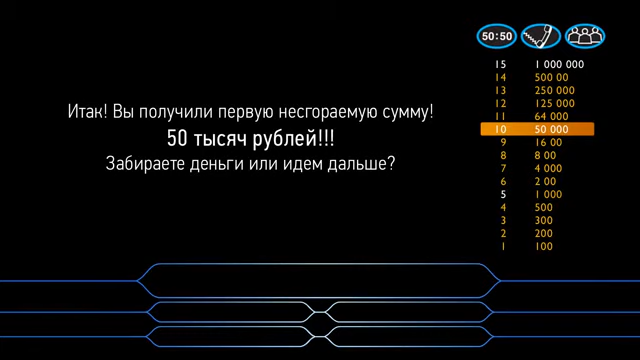 50:50
15 1 000 000
14 500 00
13 250 000
12 125 000
11 64 000
10 50 000
9 16 00
8 8 00
7 4 000
6 2 00
5 1 000
4 500
3 300
2 200
1 100
Итак! Вы получили первую несгораемую сумму!
50 тысяч рублей!!!
Забираете деньги или идем дальше?